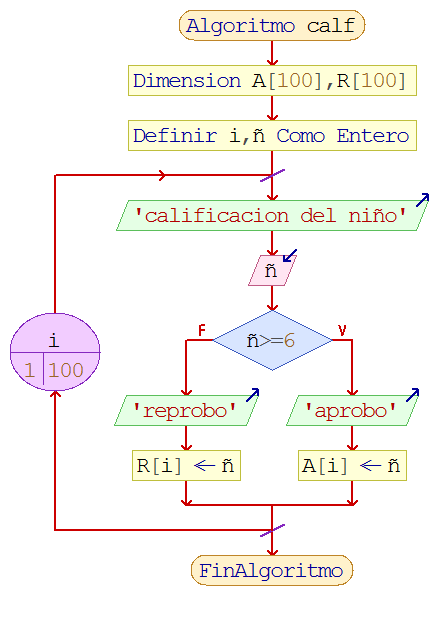 Algoritmo calf
Dimension A[100],R[100]
Definir i,ñ Como Entero
'calificacion del niño'
ñ
F
ñ>=6
V
i
1 100
'reprobo'
'aprobo'
R[i] ← ñ
A[i] ← ñ
FinAlgoritmo